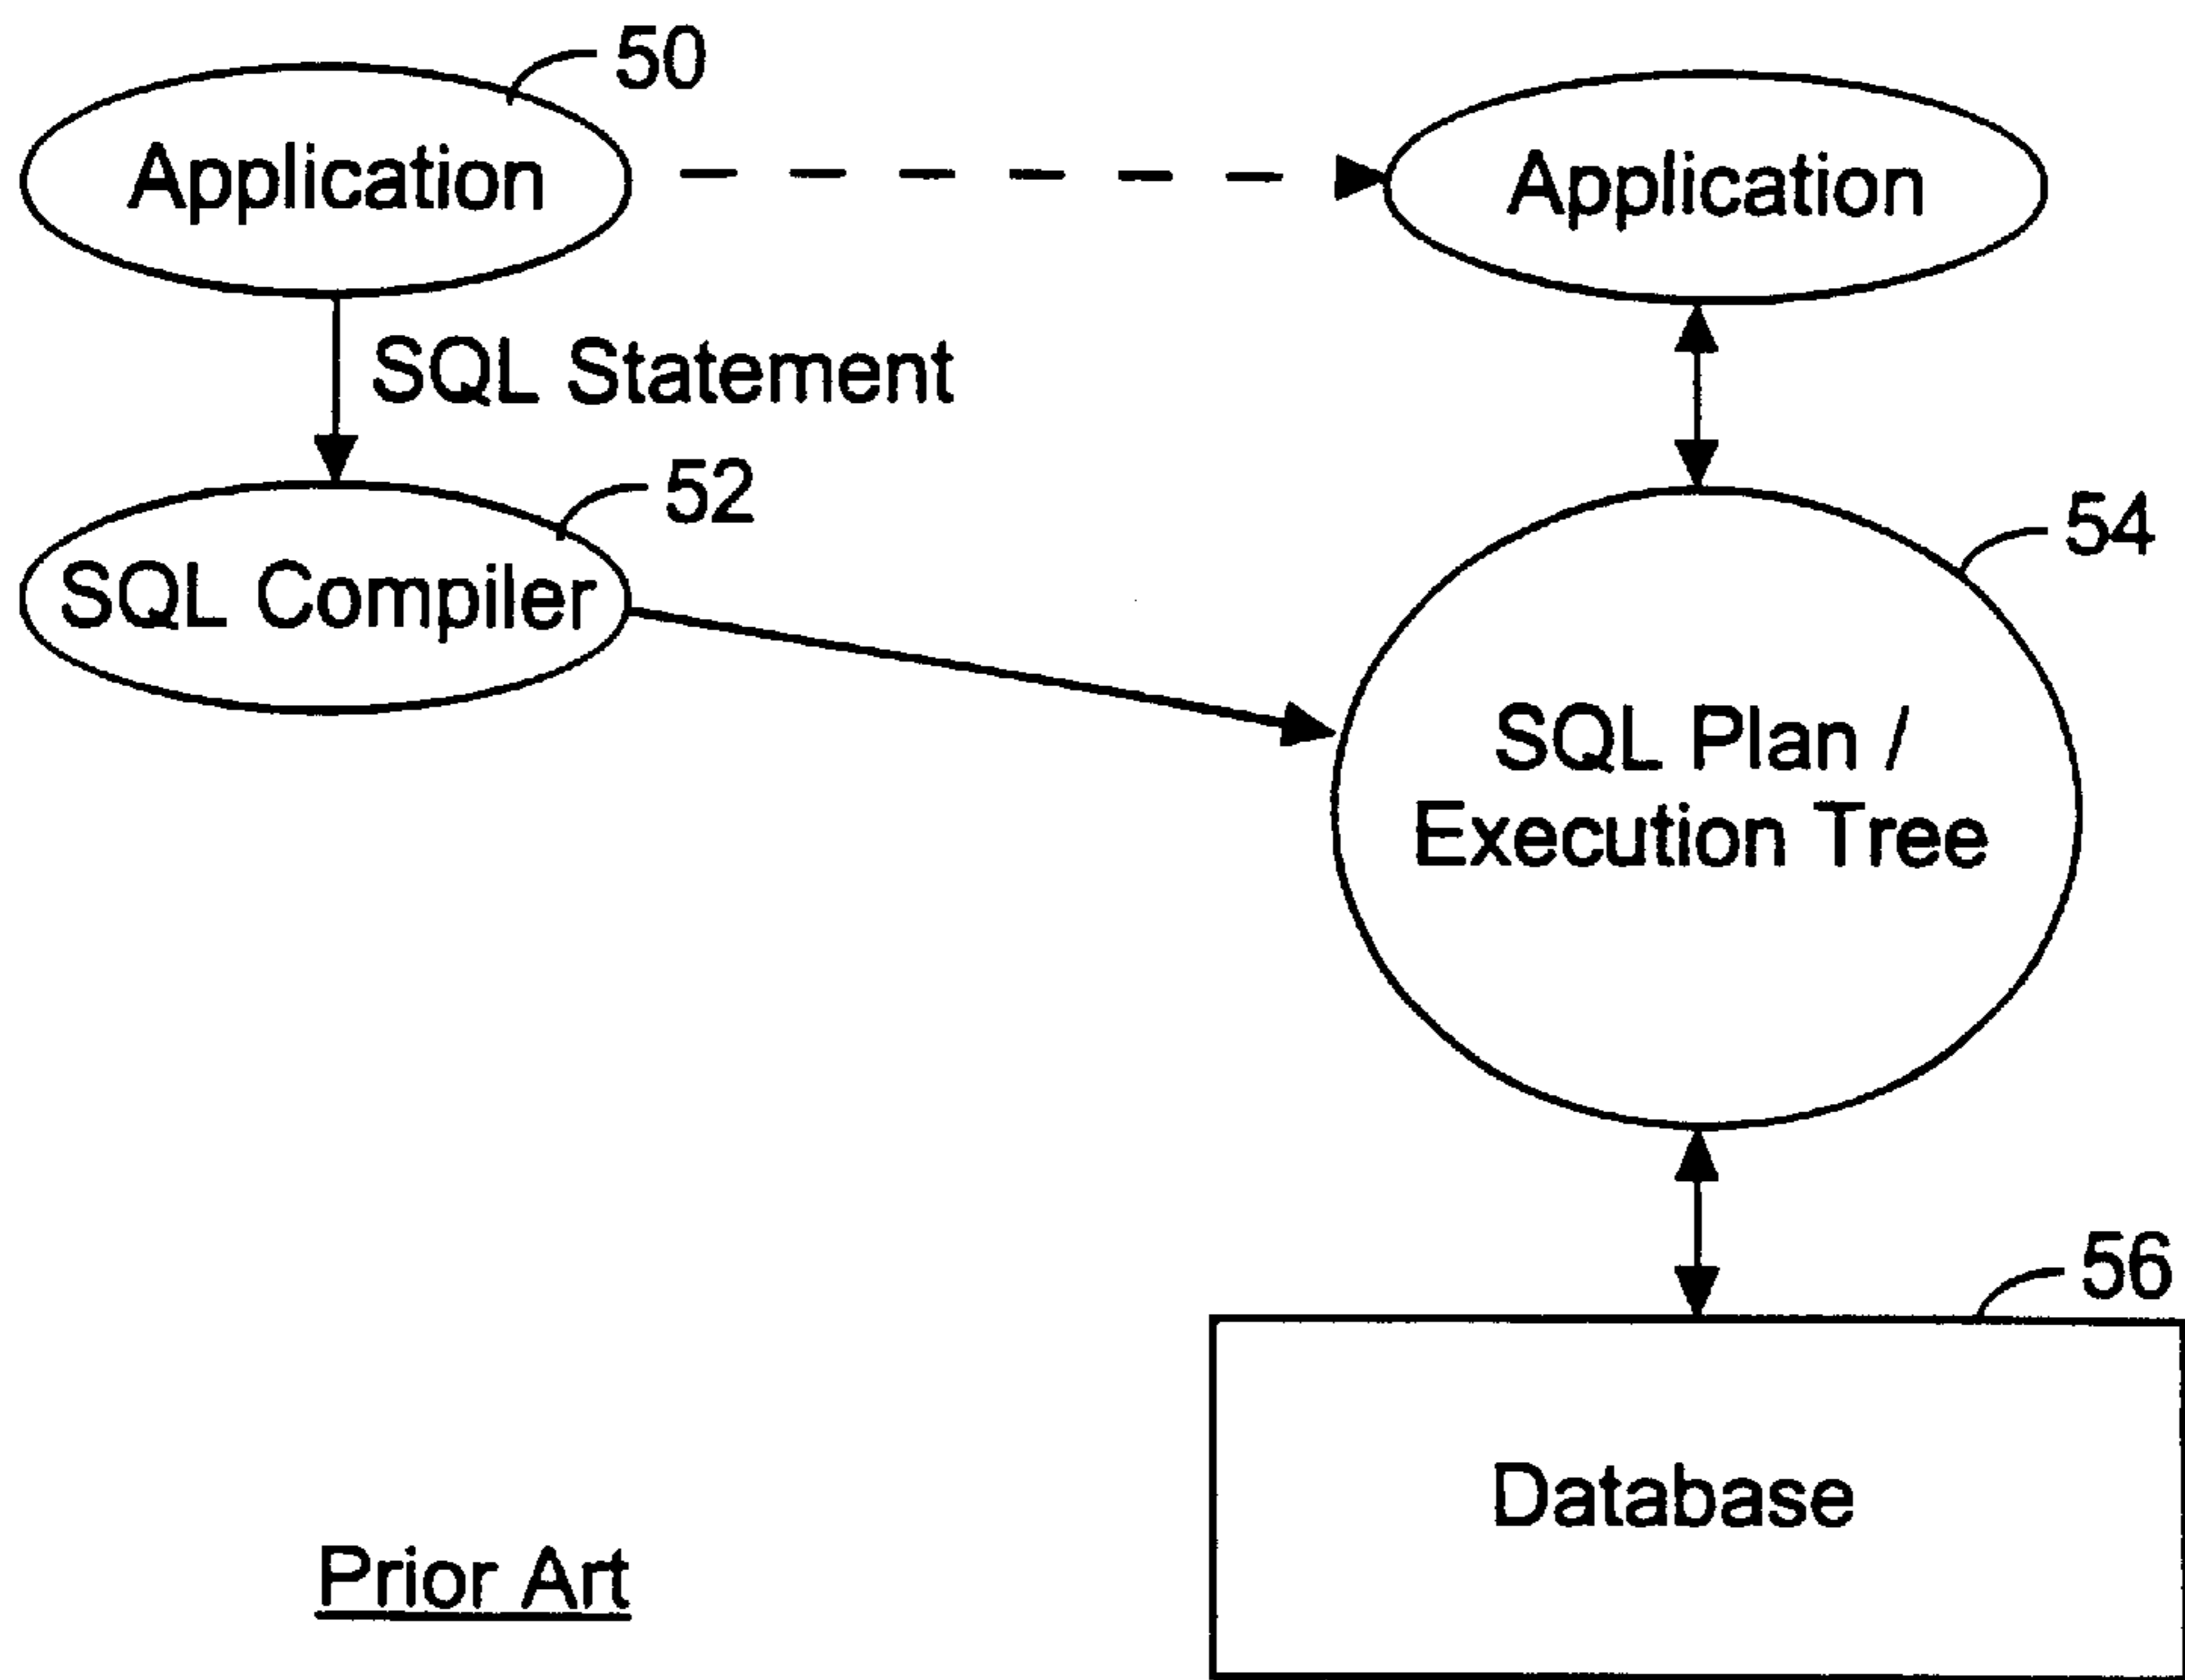 50
Application
Application
SQL Statement
52
SQL Compiler
54
SQL Plan /
Execution Tree
56
Database
Prior Art